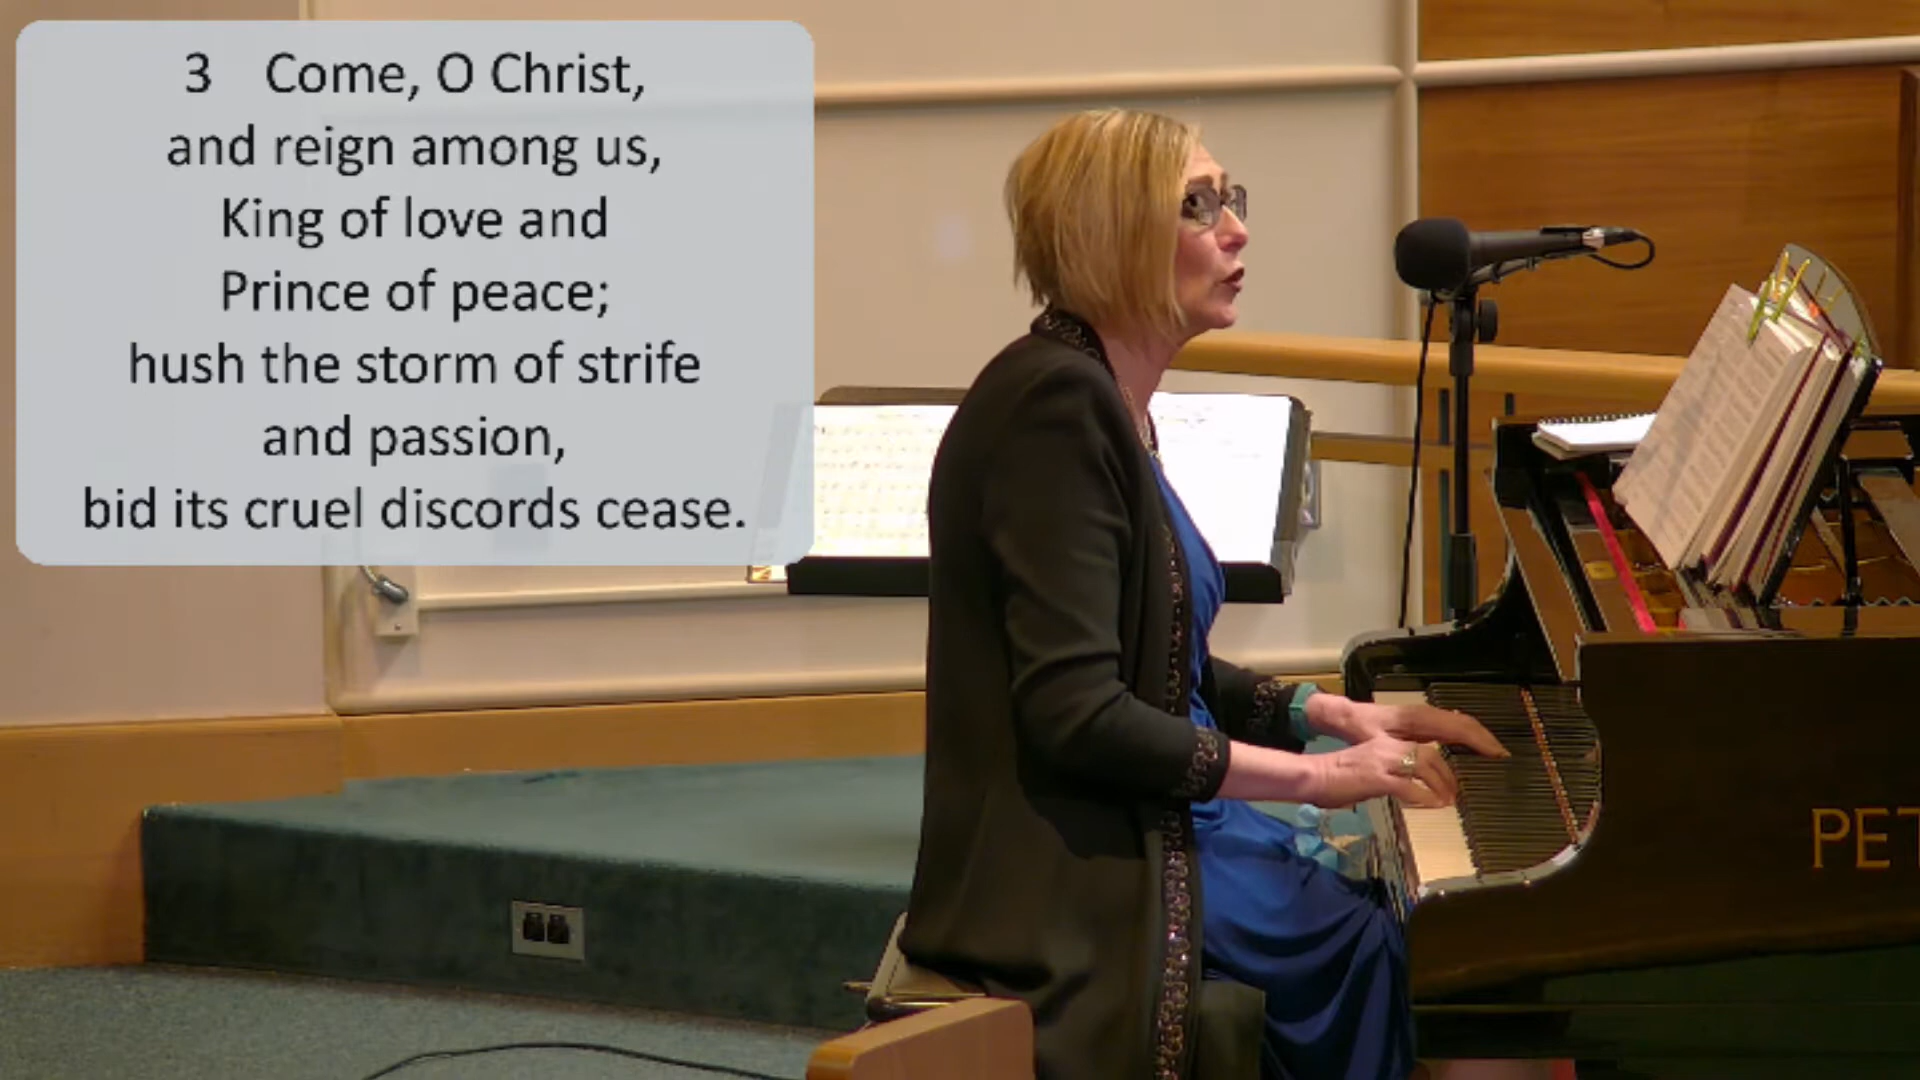 3 Come, O Christ,
and reign among us,
King of love and
Prince of peace;
hush the storm of strife
and passion,
bid its cruel discords cease.
PET